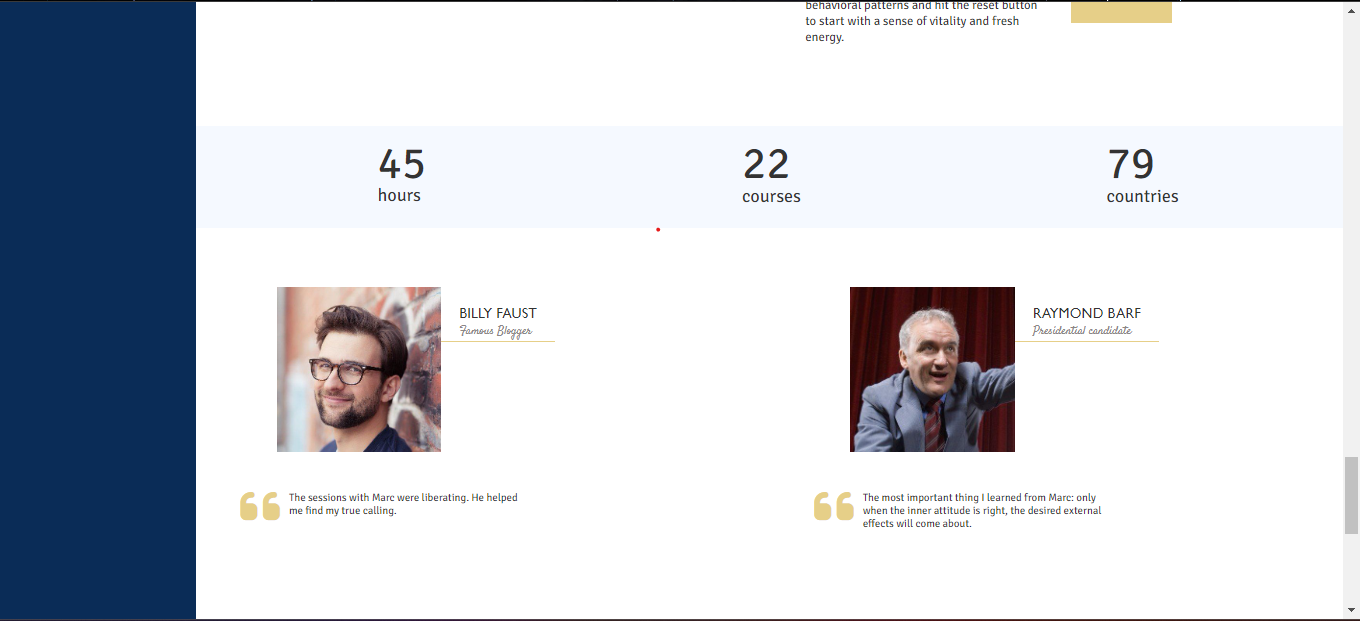 behavioral patterns and hit the reset button
to start with a sense of vitality and fresh
energy.
45
hours
22
courses
79
countries
BILLY FAUST
Famous Blogger
RAYMOND BARF
Presidential candidate
The sessions with Marc were liberating. He helped
me find my true calling.
The most important thing I learned from Marc: only
when the inner attitude is right, the desired external
effects will come about.